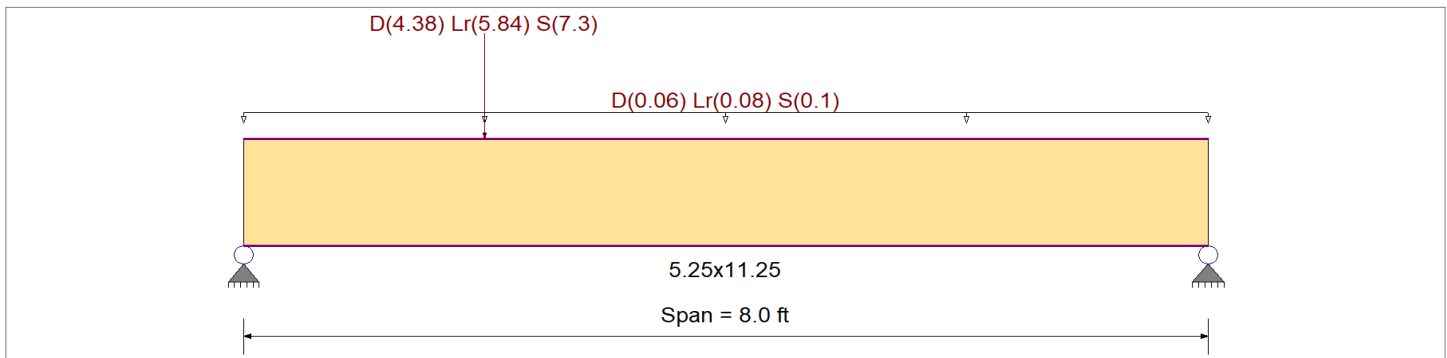 D(4.38) Lr(5.84) S(7.3)
D(0.06) Lr(0.08) S(0.1)
5.25x11.25
Span = 8.0 ft